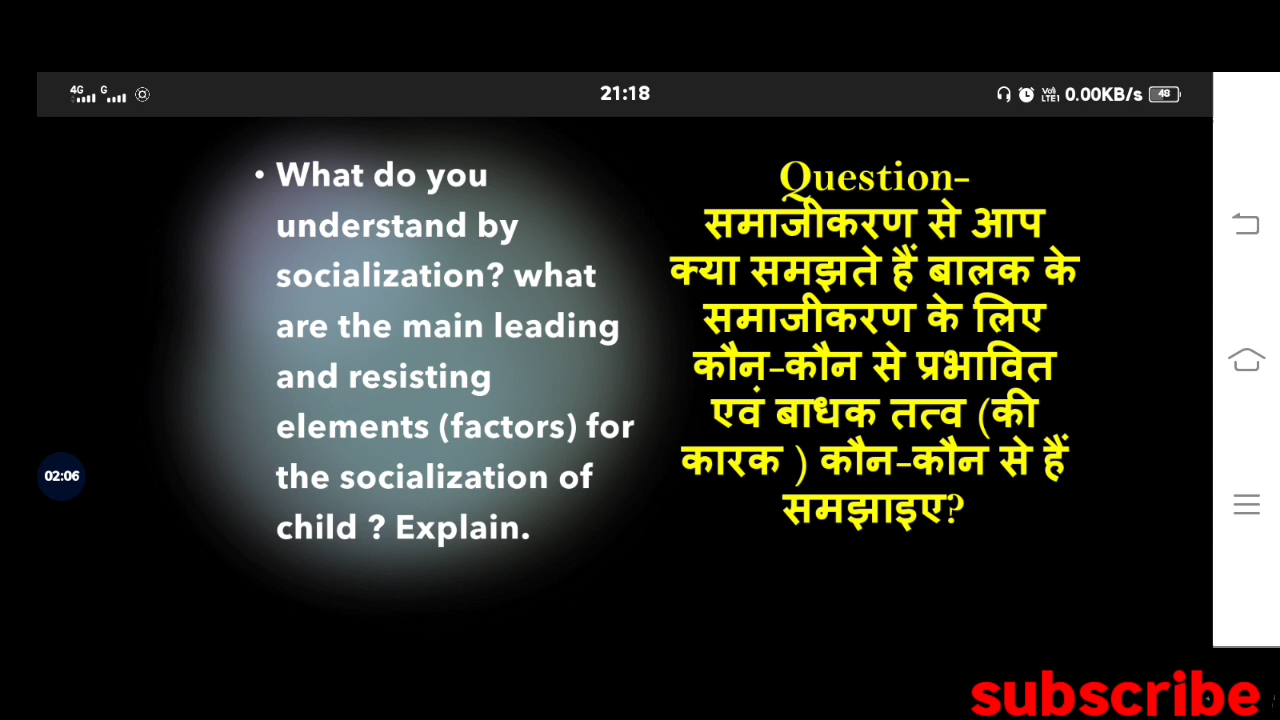 4G G 21:18 Vo) LTE1 0.00KB/s 48
• What do you
understand by
socialization? what
are the main leading
and resisting
elements (factors) for
the socialization of
child ? Explain.
Question-
समाजीकरण से आप
क्या समझते हैं बालक के
समाजीकरण के लिए
कौन-कौन से प्रभावित
एवं बाधक तत्व (की
कारक ) कौन-कौन से हैं
समझाइए?
02:06
subscribe